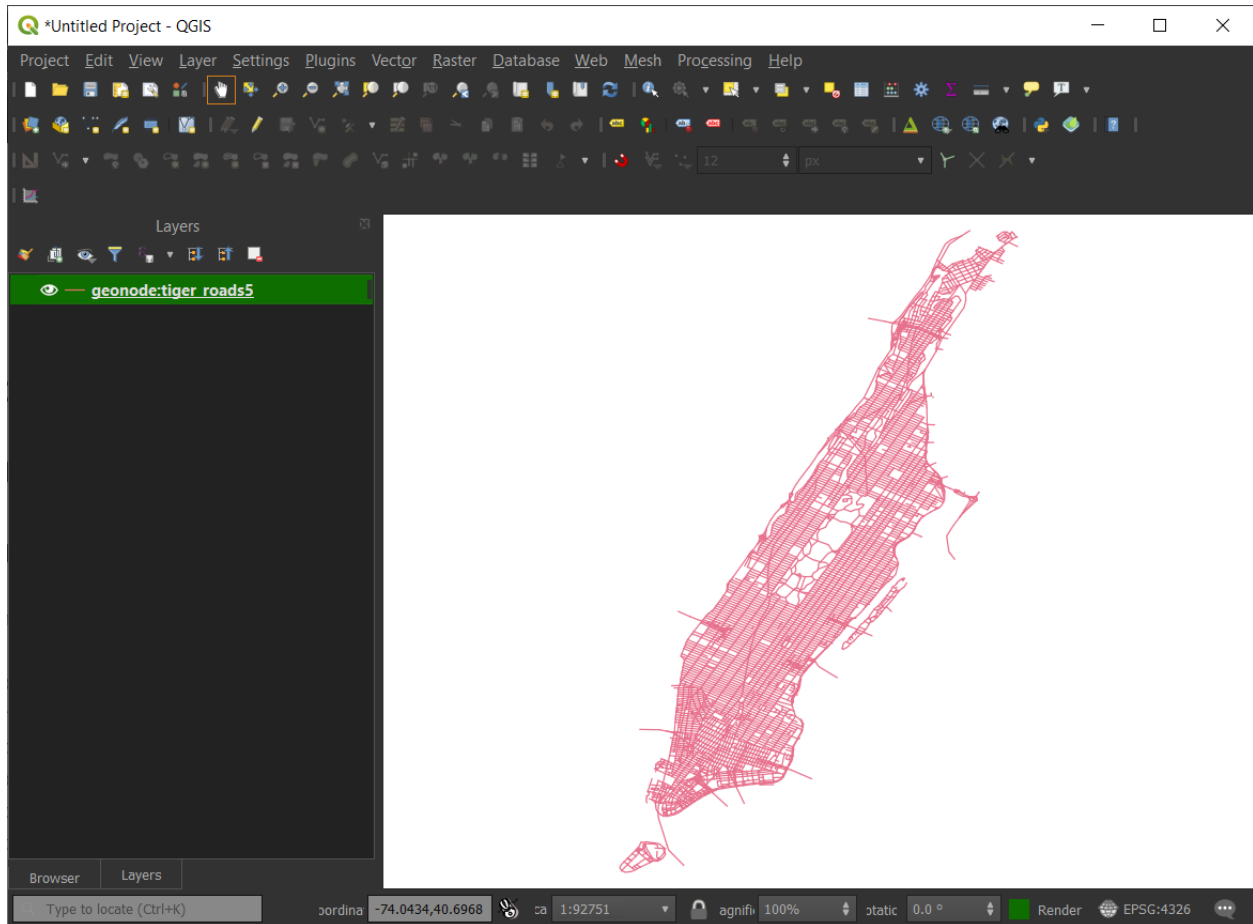 *Untitled Project - QGIS
Project Edit View Layer Settings Plugins Vector Raster Database Web Mesh Processing Help
12 px
Layers
geonode:tiger_roads5
Browser Layers
Type to locate (Ctrl+K) oordina -74.0434,40.6968 ca 1:92751 agnifi 100% otatic 0.0 ° Render EPSG:4326